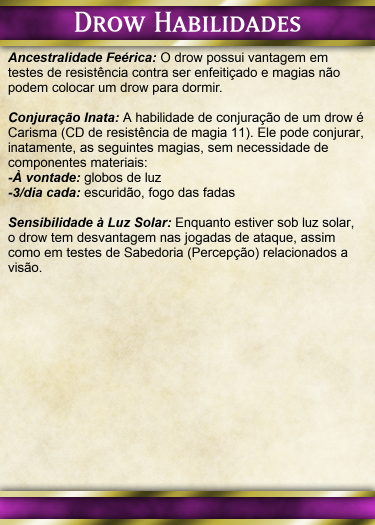 Drow Habilidades
Ancestralidade Feérica: O drow possui vantagem em
testes de resistência contra ser enfeitiçado e magias não
podem colocar um drow para dormir.
Conjuração Inata: A habilidade de conjuração de um drow é
Carisma (CD de resistência de magia 11). Ele pode conjurar,
inatamente, as seguintes magias, sem necessidade de
componentes materiais:
-À vontade: globos de luz
-3/dia cada: escuridão, fogo das fadas
Sensibilidade à Luz Solar: Enquanto estiver sob luz solar,
o drow tem desvantagem nas jogadas de ataque, assim
como em testes de Sabedoria (Percepção) relacionados a
visão.